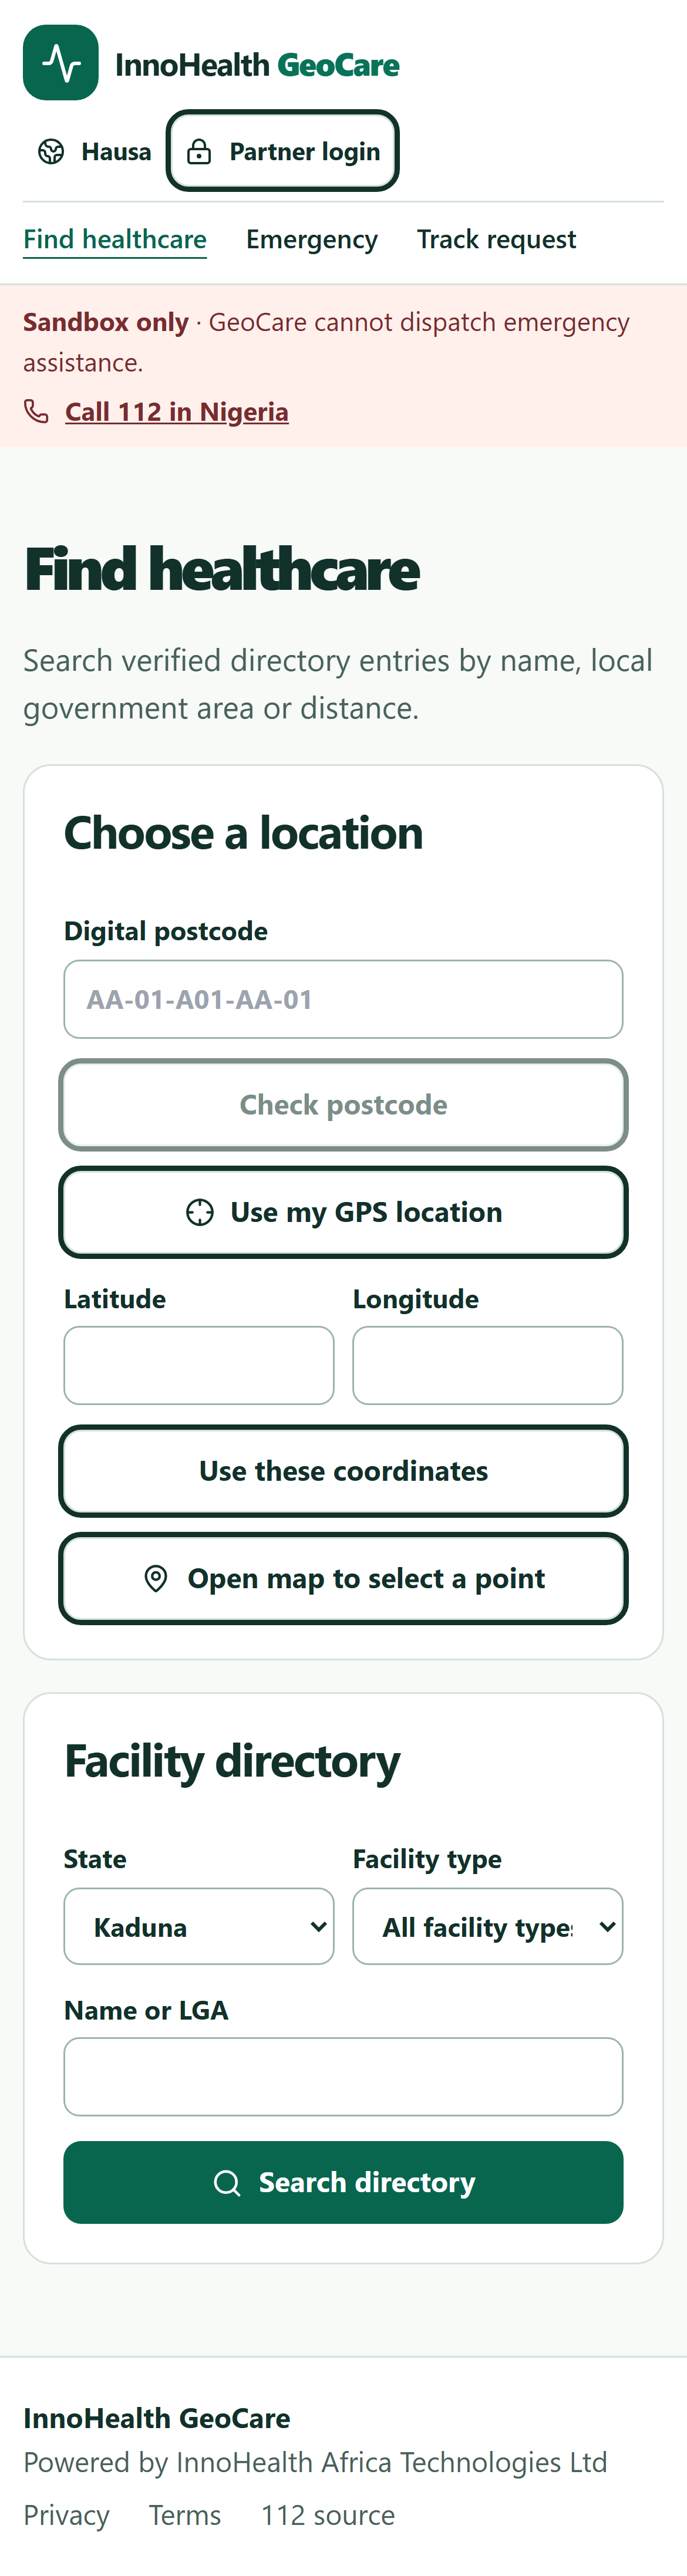 InnoHealth GeoCare
Hausa
Partner login
Find healthcare
Emergency
Track request
Sandbox only · GeoCare cannot dispatch emergency
assistance.
Call 112 in Nigeria
Find healthcare
Search verified directory entries by name, local
government area or distance.
Choose a location
Digital postcode
AA-01-A01-AA-01
Check postcode
Use my GPS location
Latitude
Longitude
Use these coordinates
Open map to select a point
Facility directory
State
Facility type
Kaduna
All facility types
Name or LGA
Search directory
InnoHealth GeoCare
Powered by InnoHealth Africa Technologies Ltd
Privacy
Terms
112 source